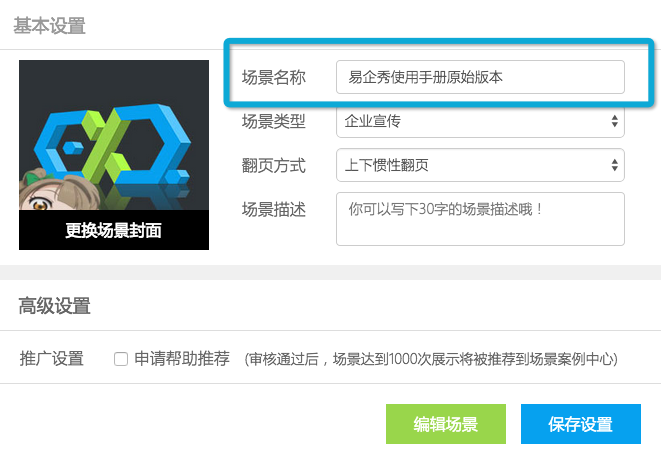 基本设置
场景名称 易企秀使用手册原始版本
场景类型 企业宣传
翻页方式 上下惯性翻页
场景描述 你可以写下30字的场景描述哦！
更换场景封面
高级设置
推广设置 申请帮助推荐 (审核通过后，场景达到1000次展示将被推荐到场景案例中心)
编辑场景 保存设置